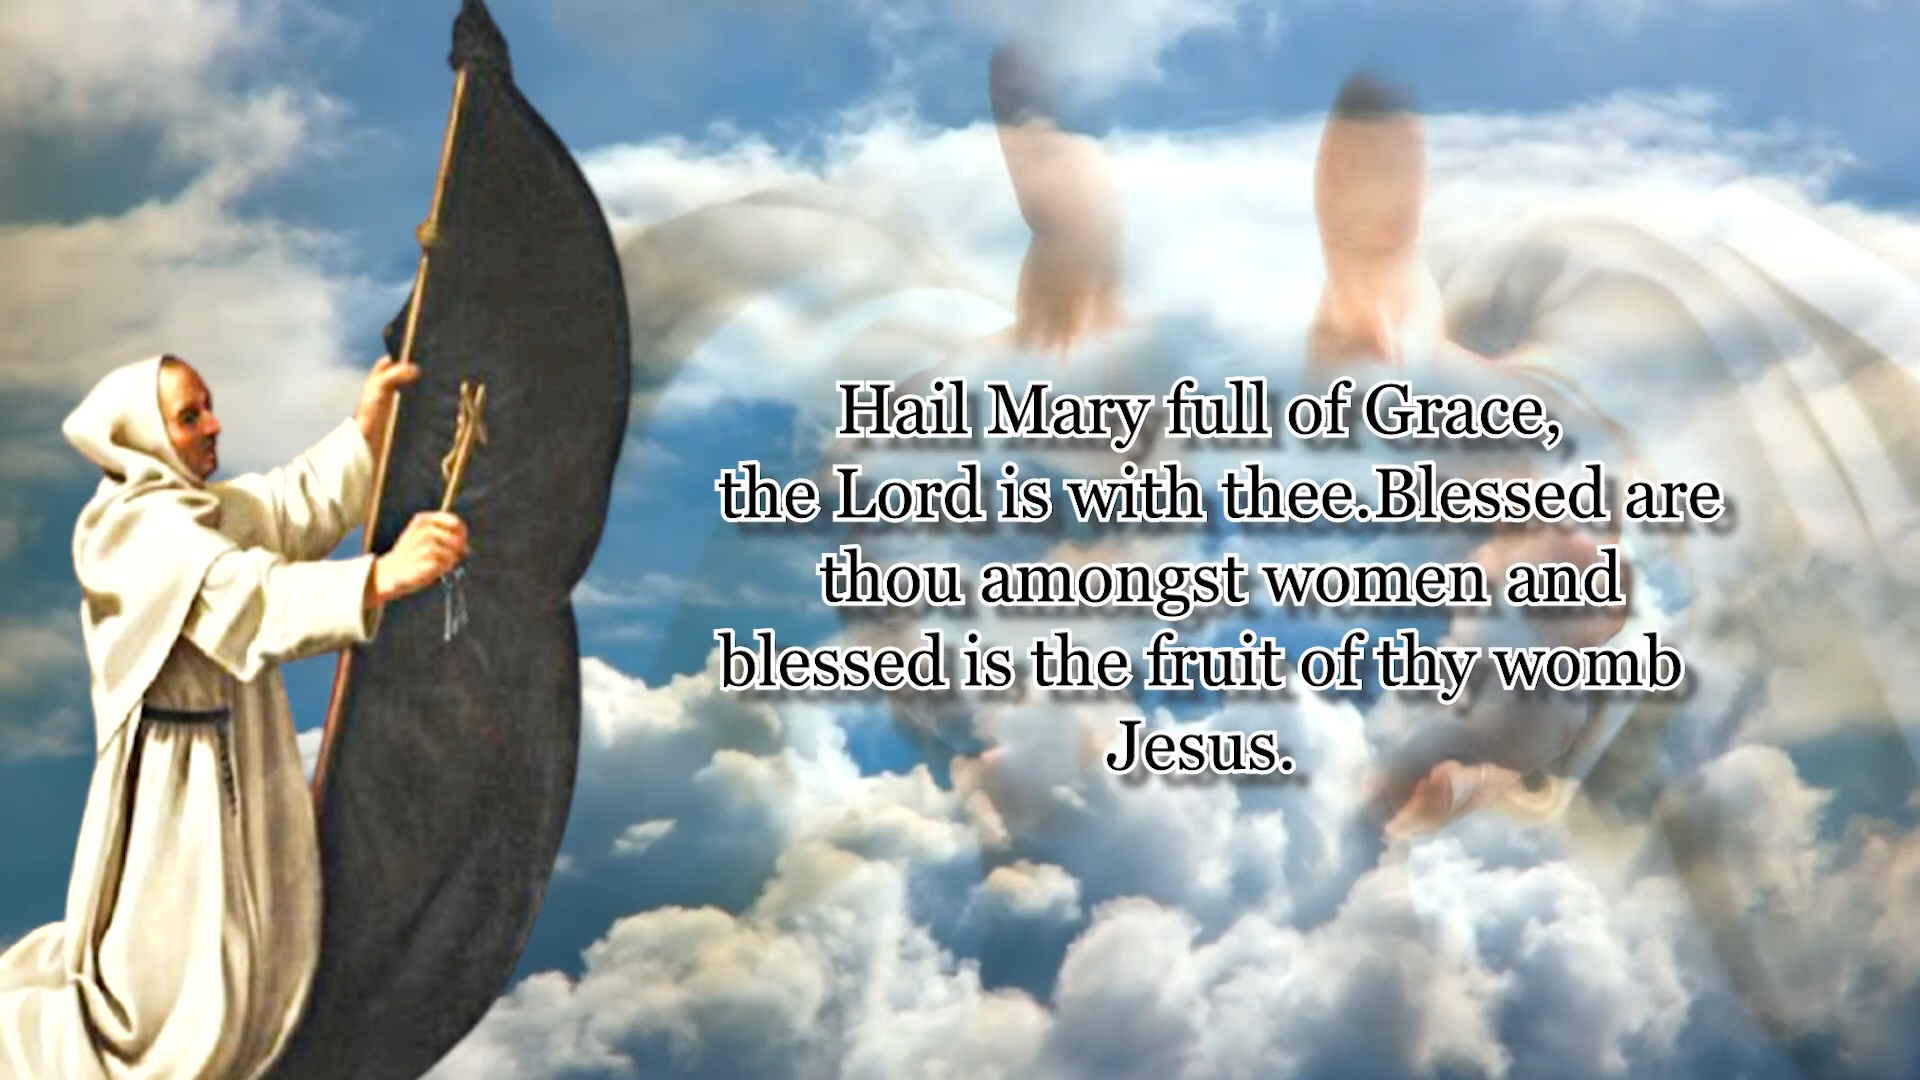 Hail Mary full of Grace,
the Lord is with thee.Blessed are
thou amongst women and
blessed is the fruit of thy womb
Jesus.